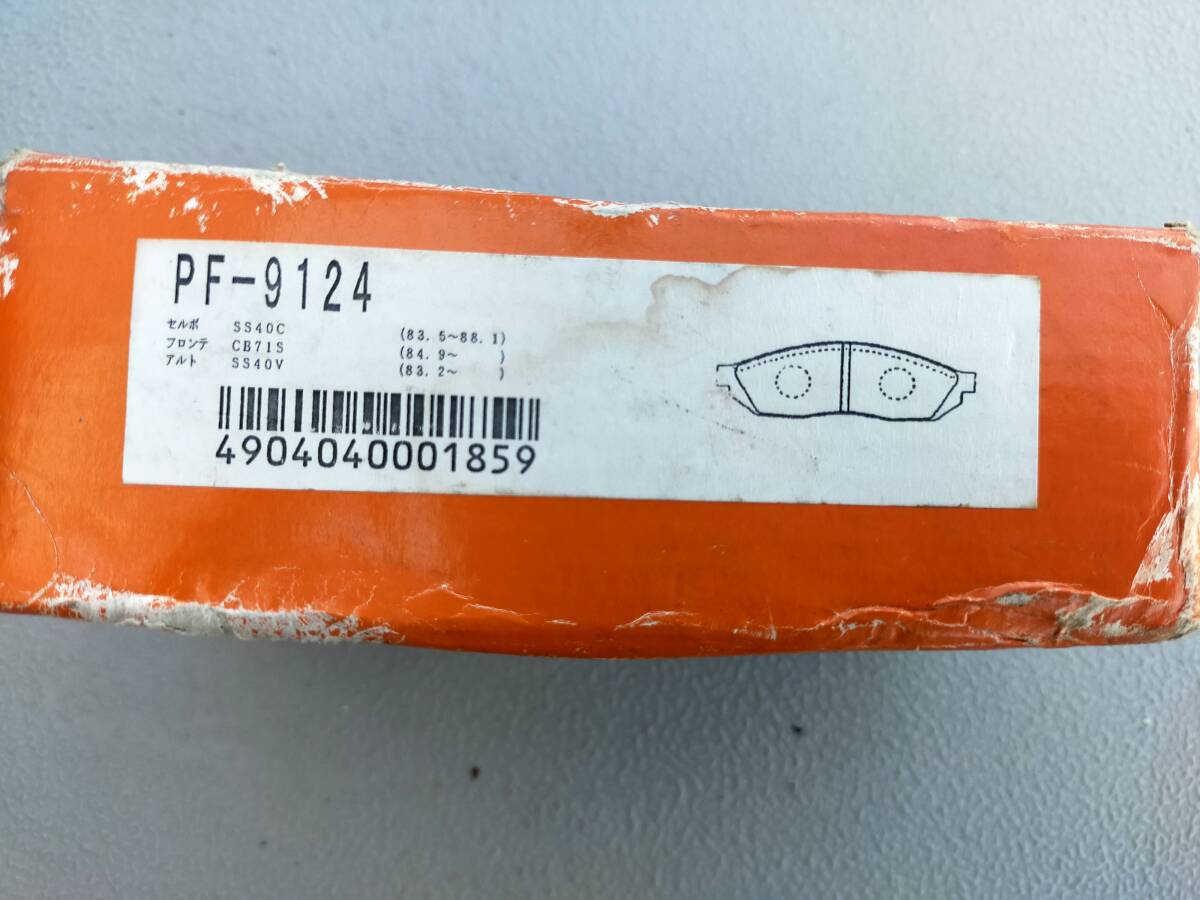 PF-9124
セルボ SS40C (83. 5~88. 1)
フロンテ CB71S (84. 9~ )
アルト SS40V (83. 2~ )
4904040001859